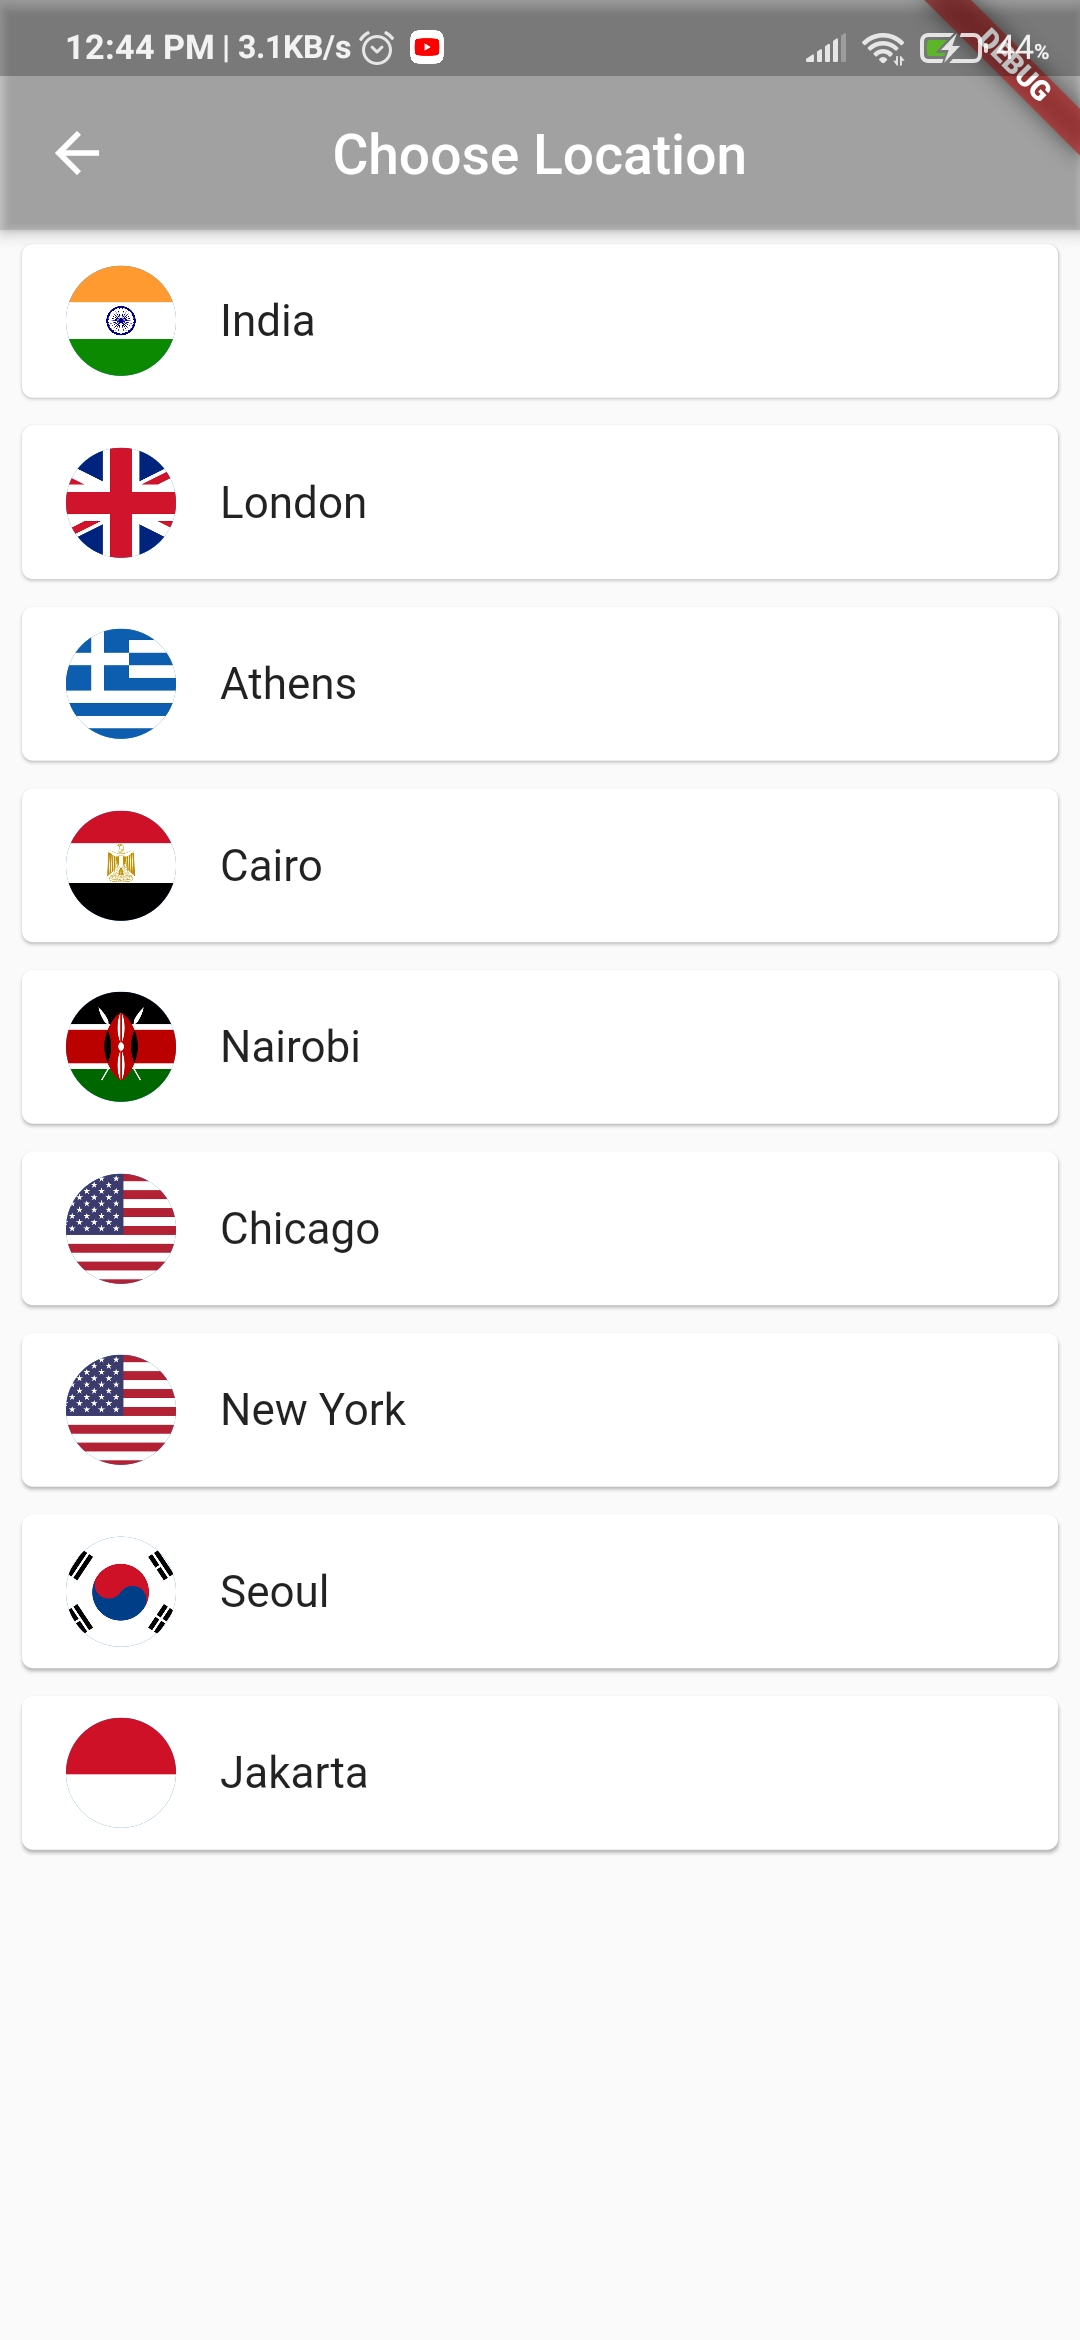 12:44 PM | 3.1KB/s 44%
DEBUG
Choose Location
India
London
Athens
Cairo
Nairobi
Chicago
New York
Seoul
Jakarta